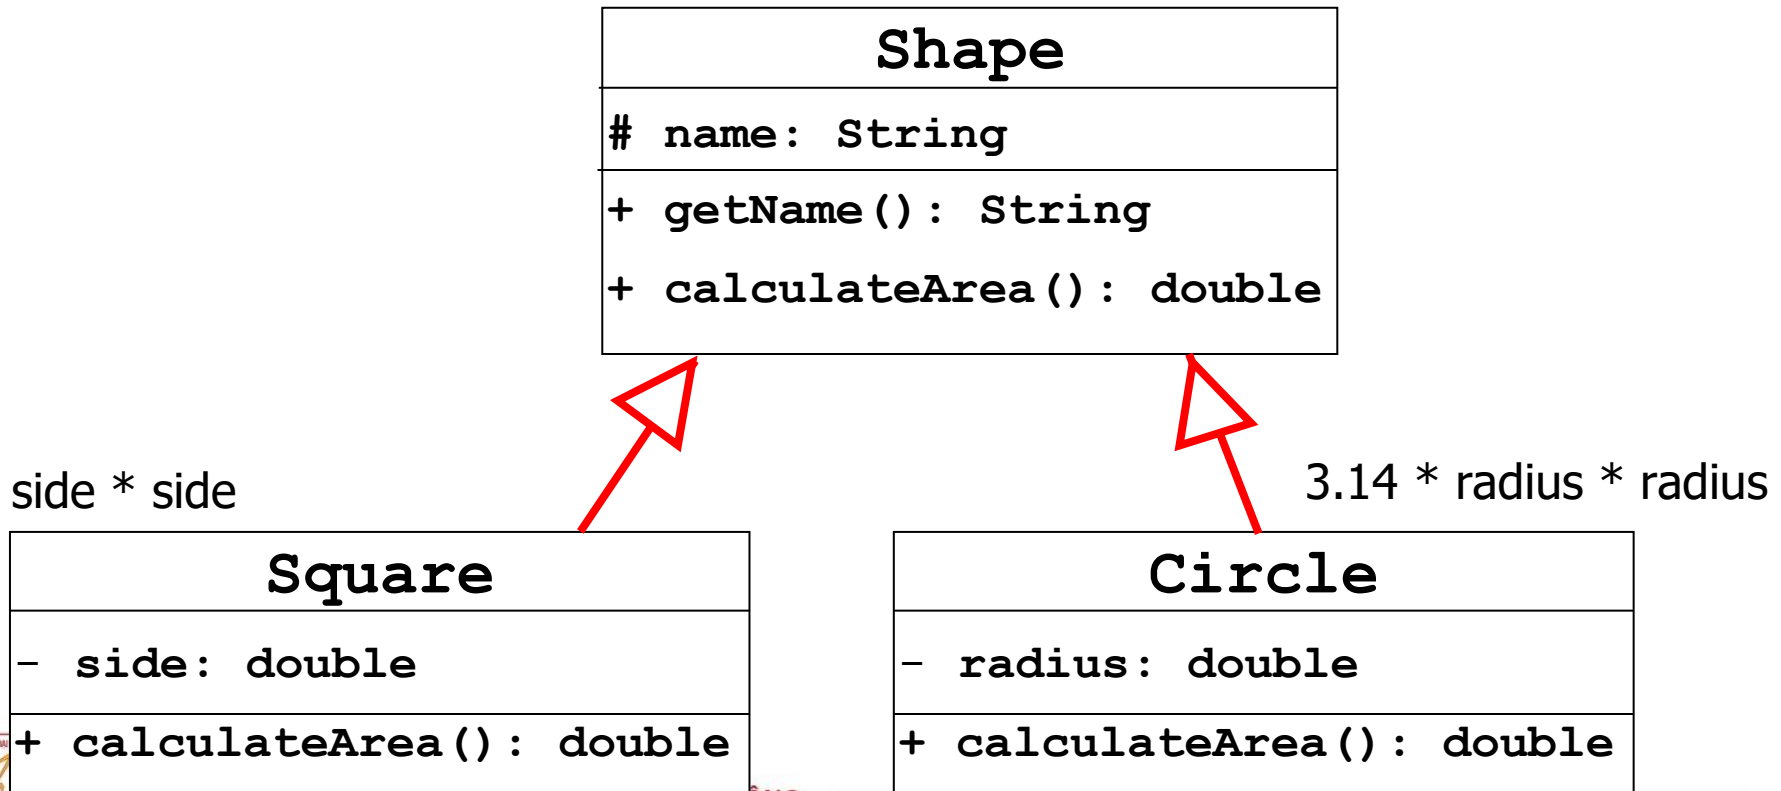 Shape
# name: String
+ getName(): String
+ calculateArea(): double
side * side
3.14 * radius * radius
Square
- side: double
+ calculateArea(): double
Circle
- radius: double
+ calculateArea(): double